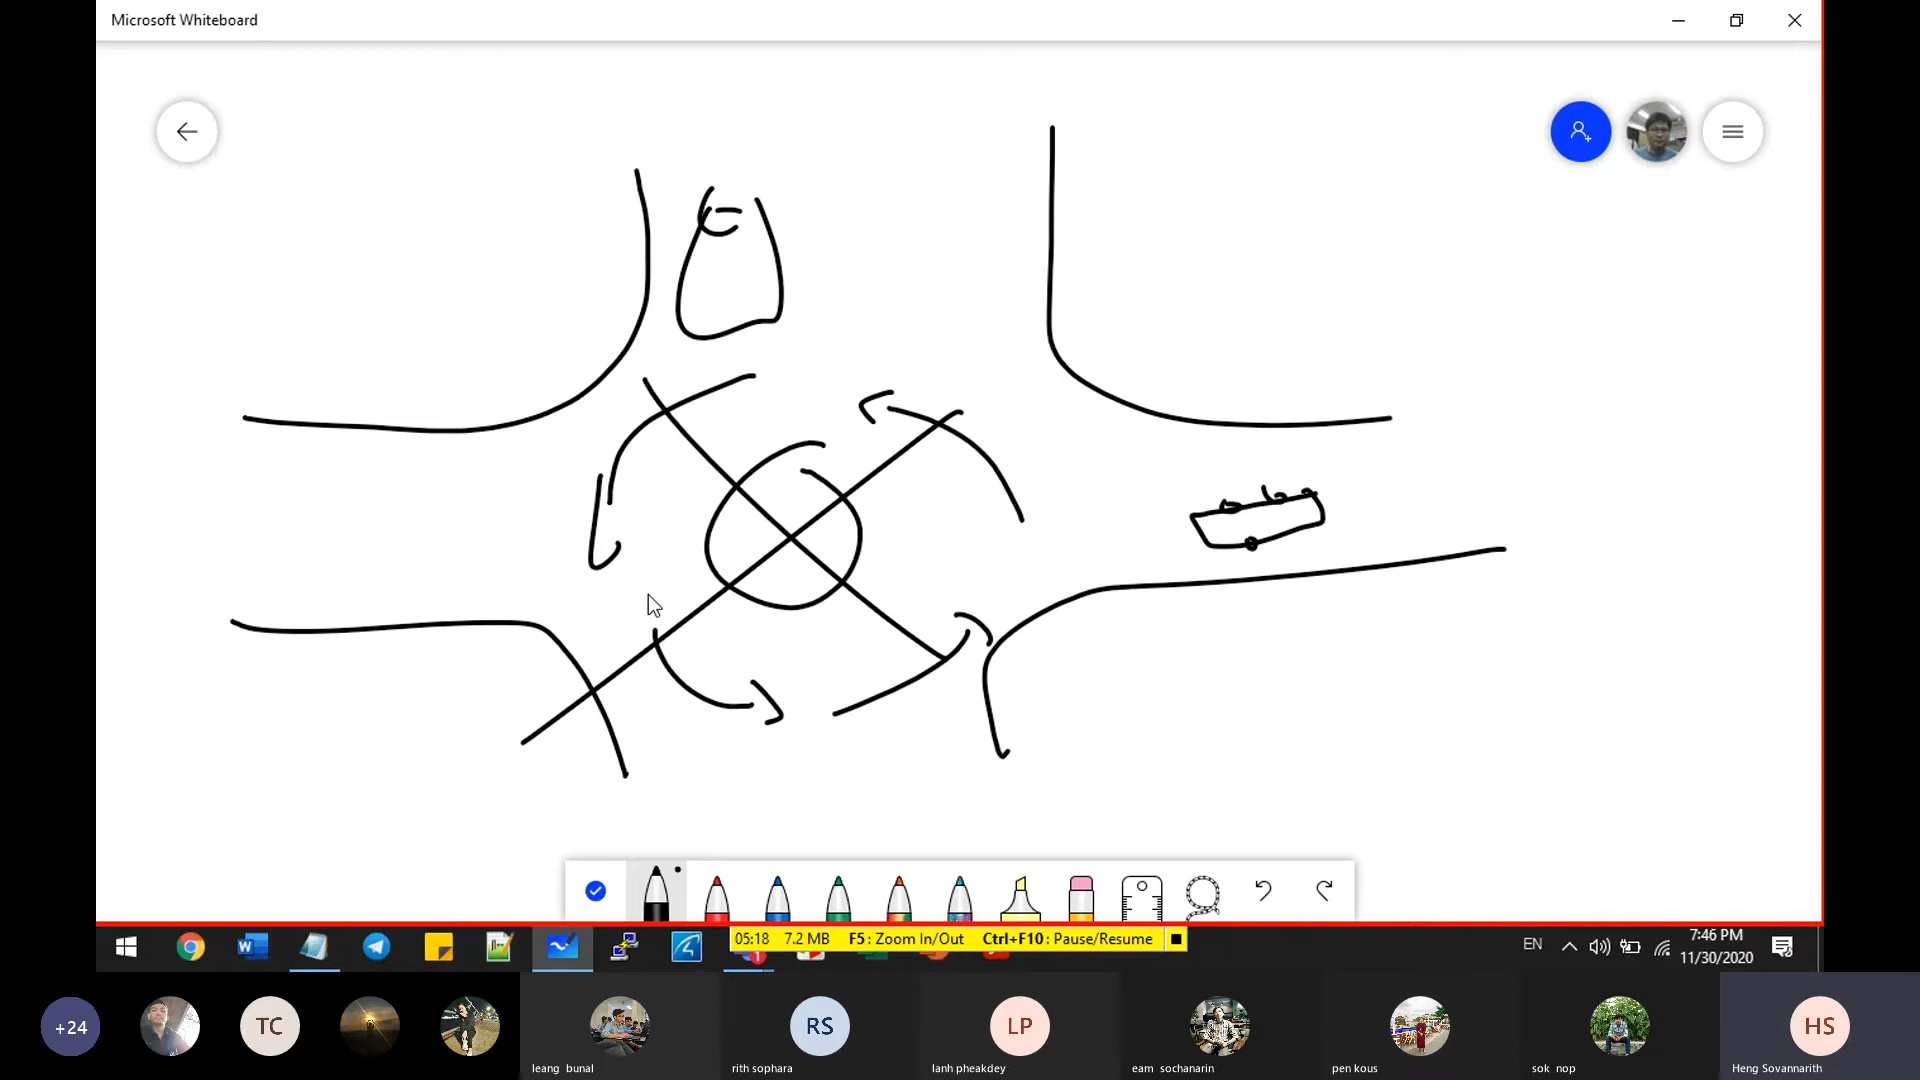 Microsoft Whiteboard
05:18 7.2 MB F5: Zoom In/Out Ctrl+F10: Pause/Resume
EN
7:46 PM
11/30/2020
+24
TC
RS
LP
HS
leang bunal
rith sophara
lanh pheakdey
eam sochanarin
pen kous
sok nop
Heng Sovannarith